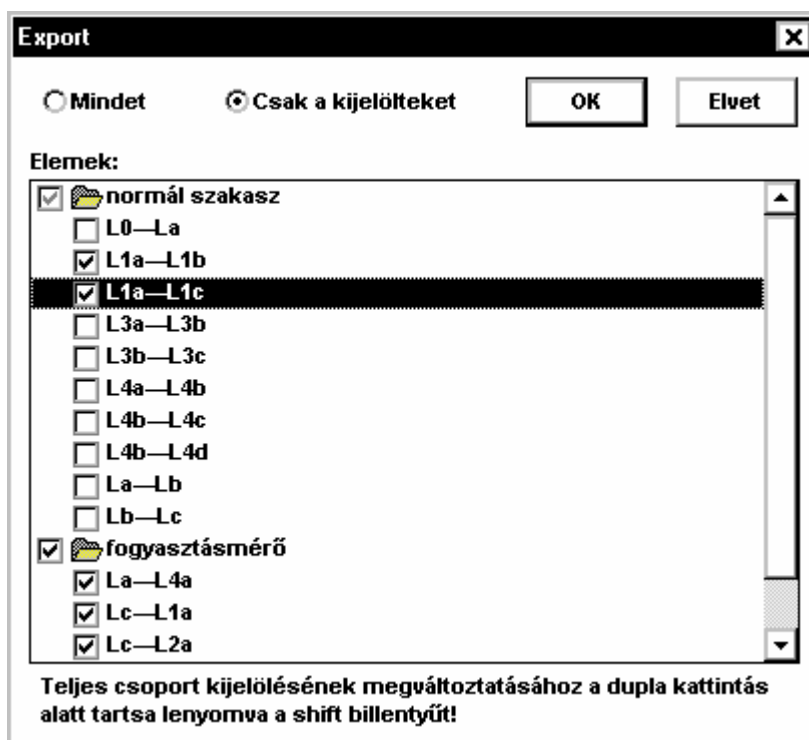 Export
Mindet Csak a kijelölteket OK Elvet
Elemek:
normál szakasz
L0—La
L1a—L1b
L1a—L1c
L3a—L3b
L3b—L3c
L4a—L4b
L4b—L4c
L4b—L4d
La—Lb
Lb—Lc
fogyasztásmérő
La—L4a
Lc—L1a
Lc—L2a
Teljes csoport kijelölésének megváltoztatásához a dupla kattintás
alatt tartsa lenyomva a shift billentyűt!